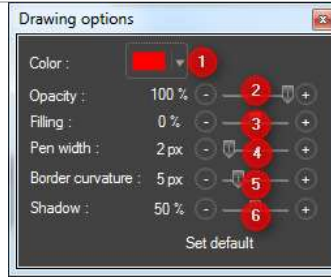 Drawing options
Color : 1
Opacity : 100 % - 2 +
Filling : 0 % - 3 +
Pen width : 2 px - 4 +
Border curvature : 5 px - 5 +
Shadow : 50 % - 6 +
Set default